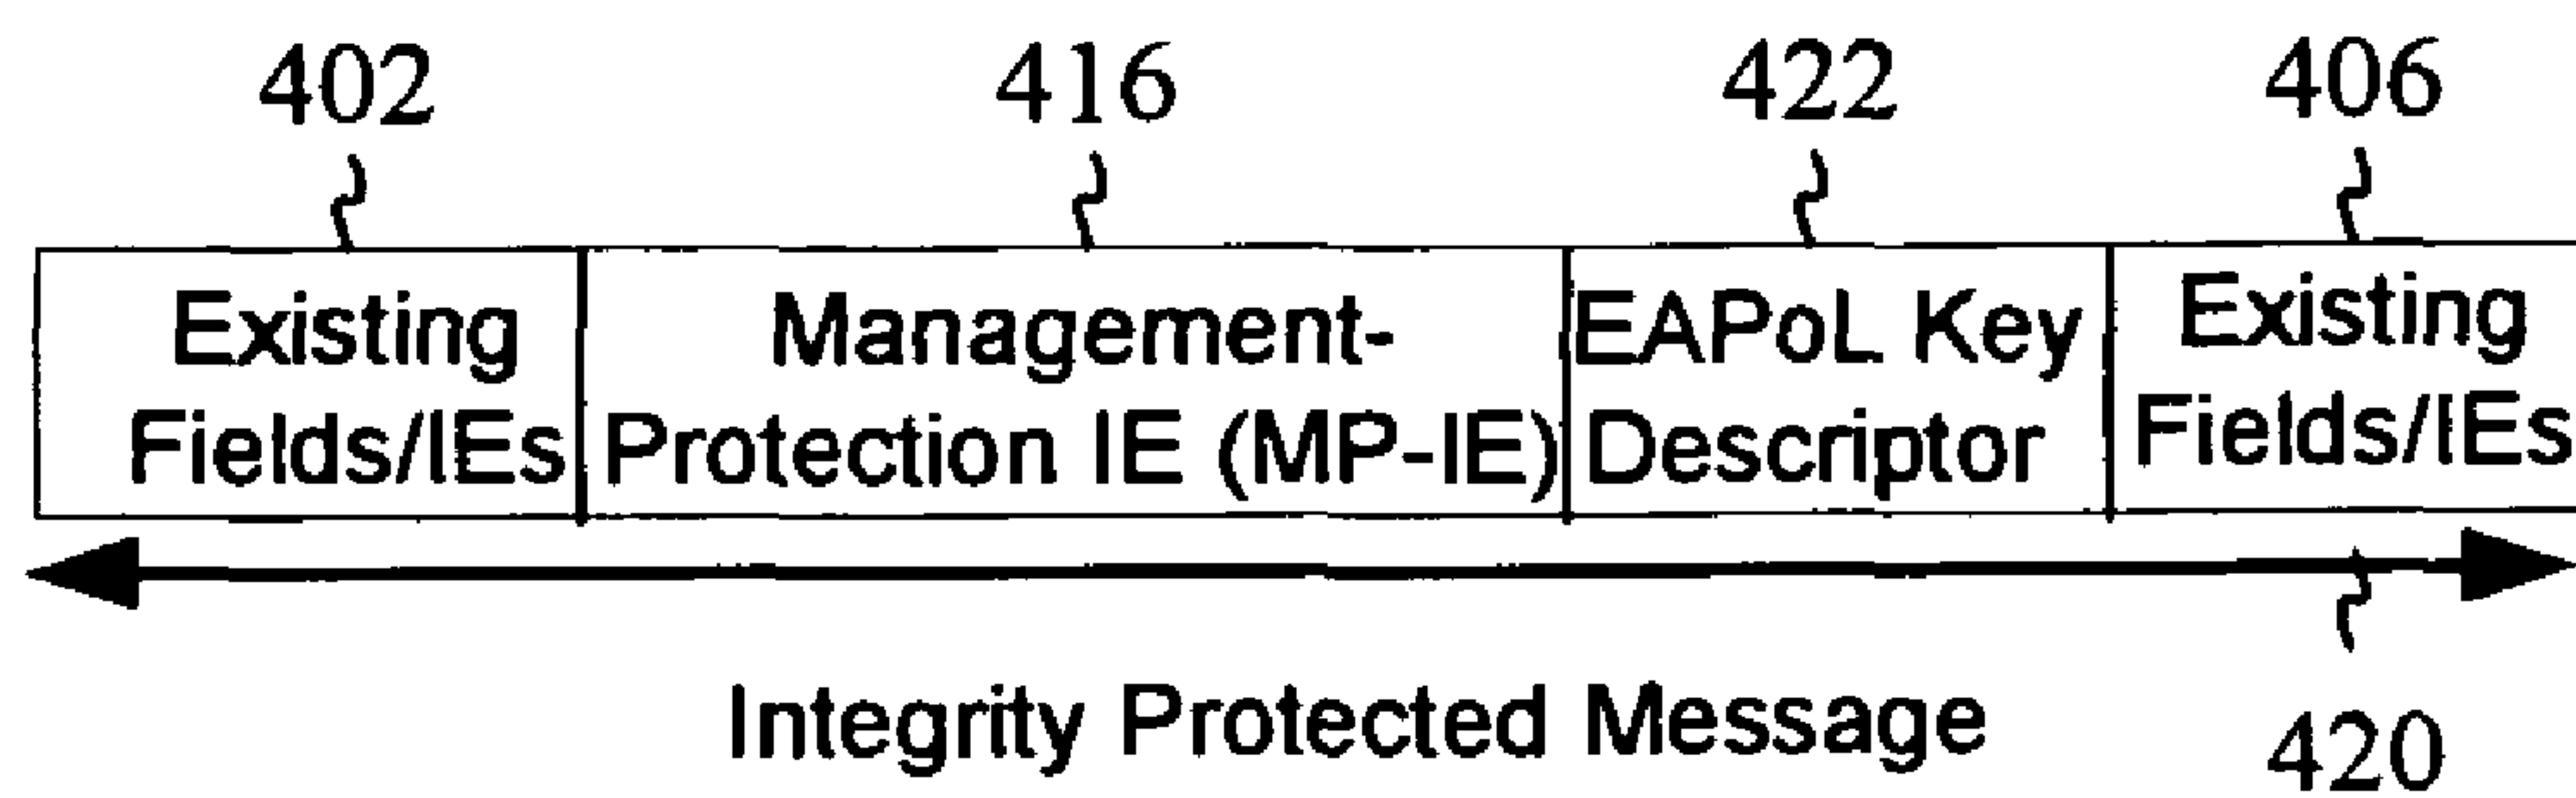 402 416 422 406
Existing Management- EAPoL Key Existing
Fields/IEs Protection IE (MP-IE) Descriptor Fields/IEs
Integrity Protected Message
420